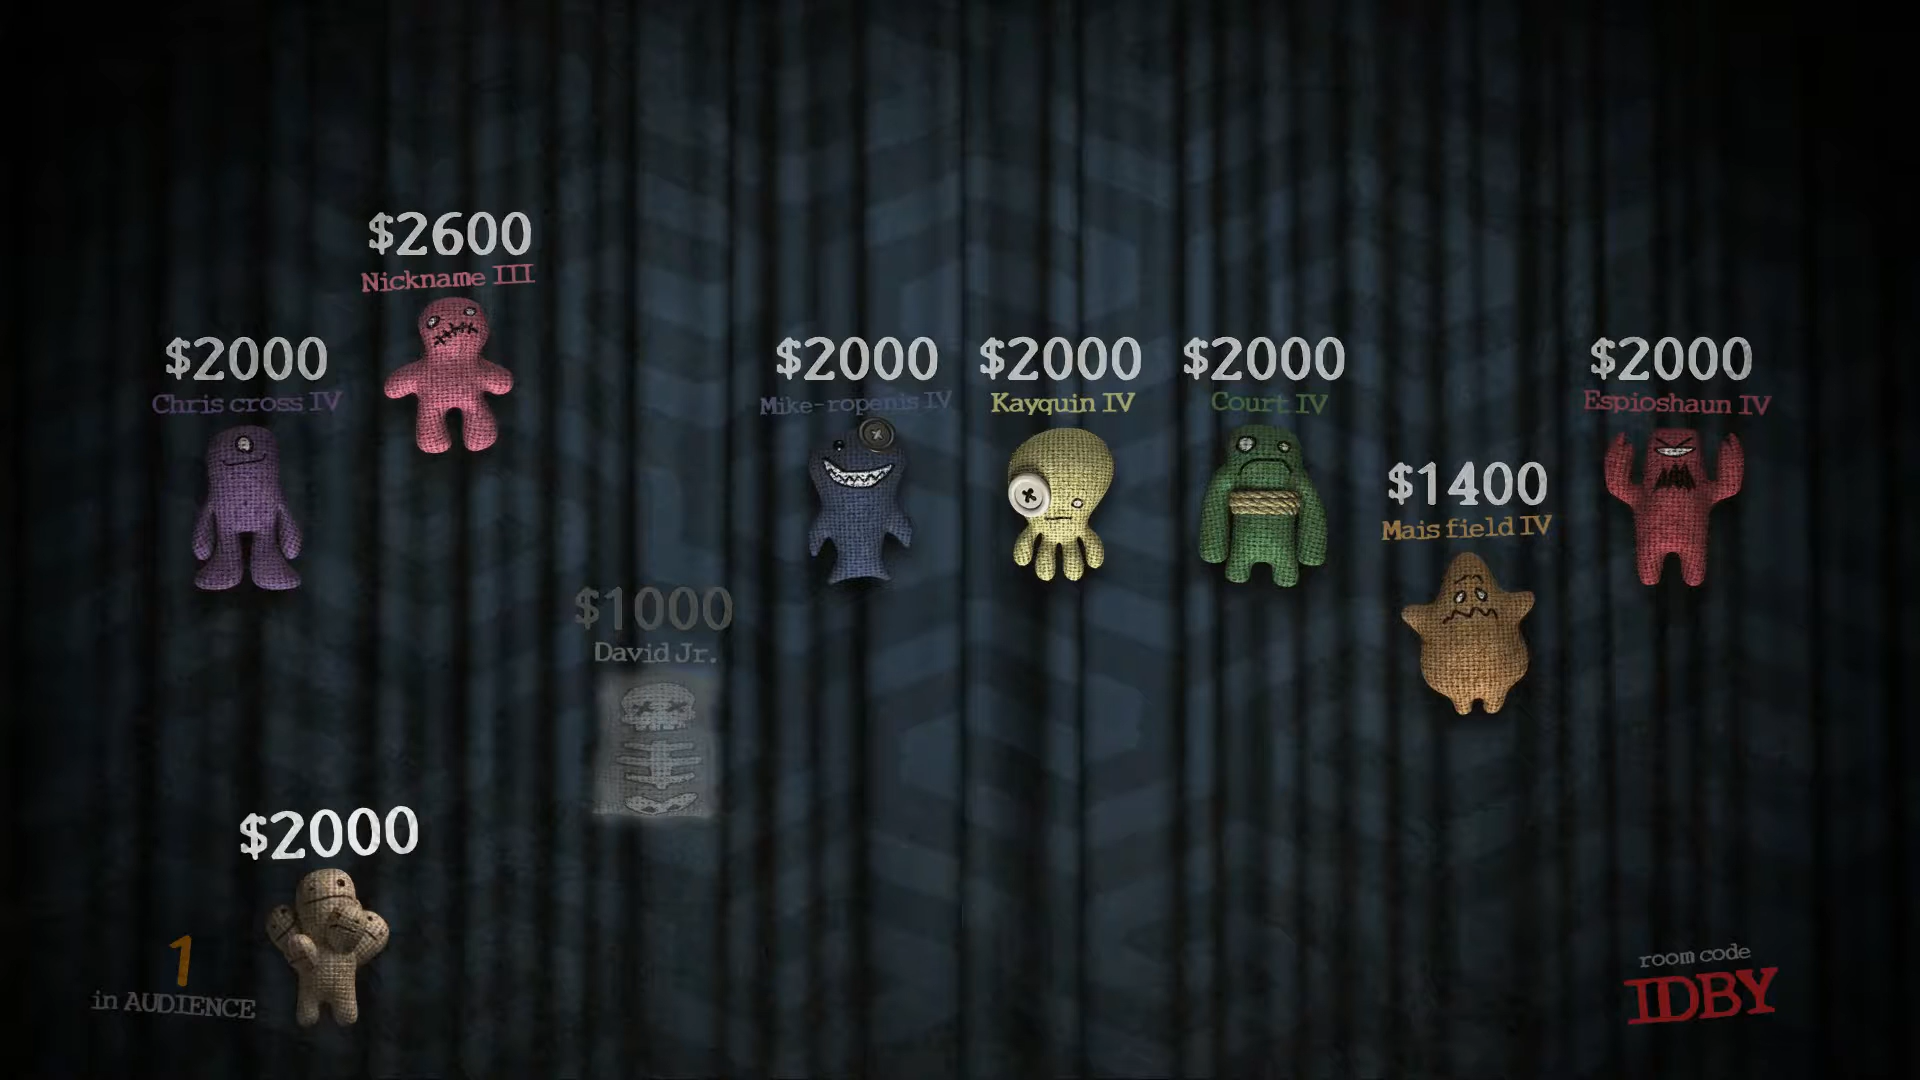 $2600
Nickname III
$2000
Chris cross IV
$2000
Mike-ropenis IV
$2000
Kayquin IV
$2000
Court IV
$2000
Espioshaun IV
$1400
Mais field IV
$1000
David Jr.
$2000
1
in AUDIENCE
room code
IDBY